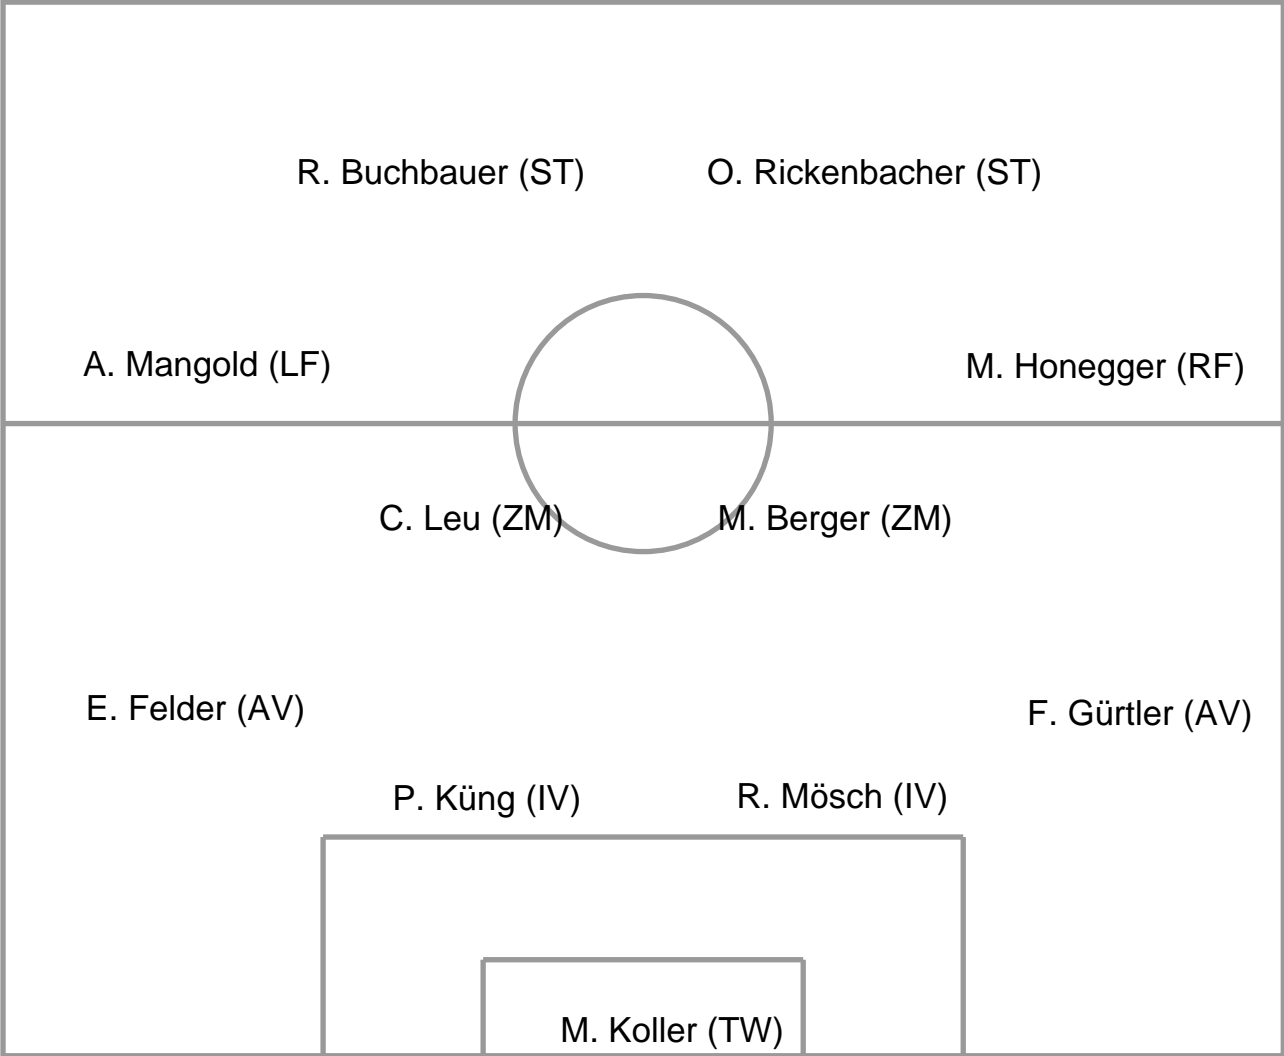 R. Buchbauer (ST)
O. Rickenbacher (ST)
A. Mangold (LF)
M. Honegger (RF)
C. Leu (ZM)
M. Berger (ZM)
E. Felder (AV)
F. Gürtler (AV)
P. Küng (IV)
R. Mösch (IV)
M. Koller (TW)